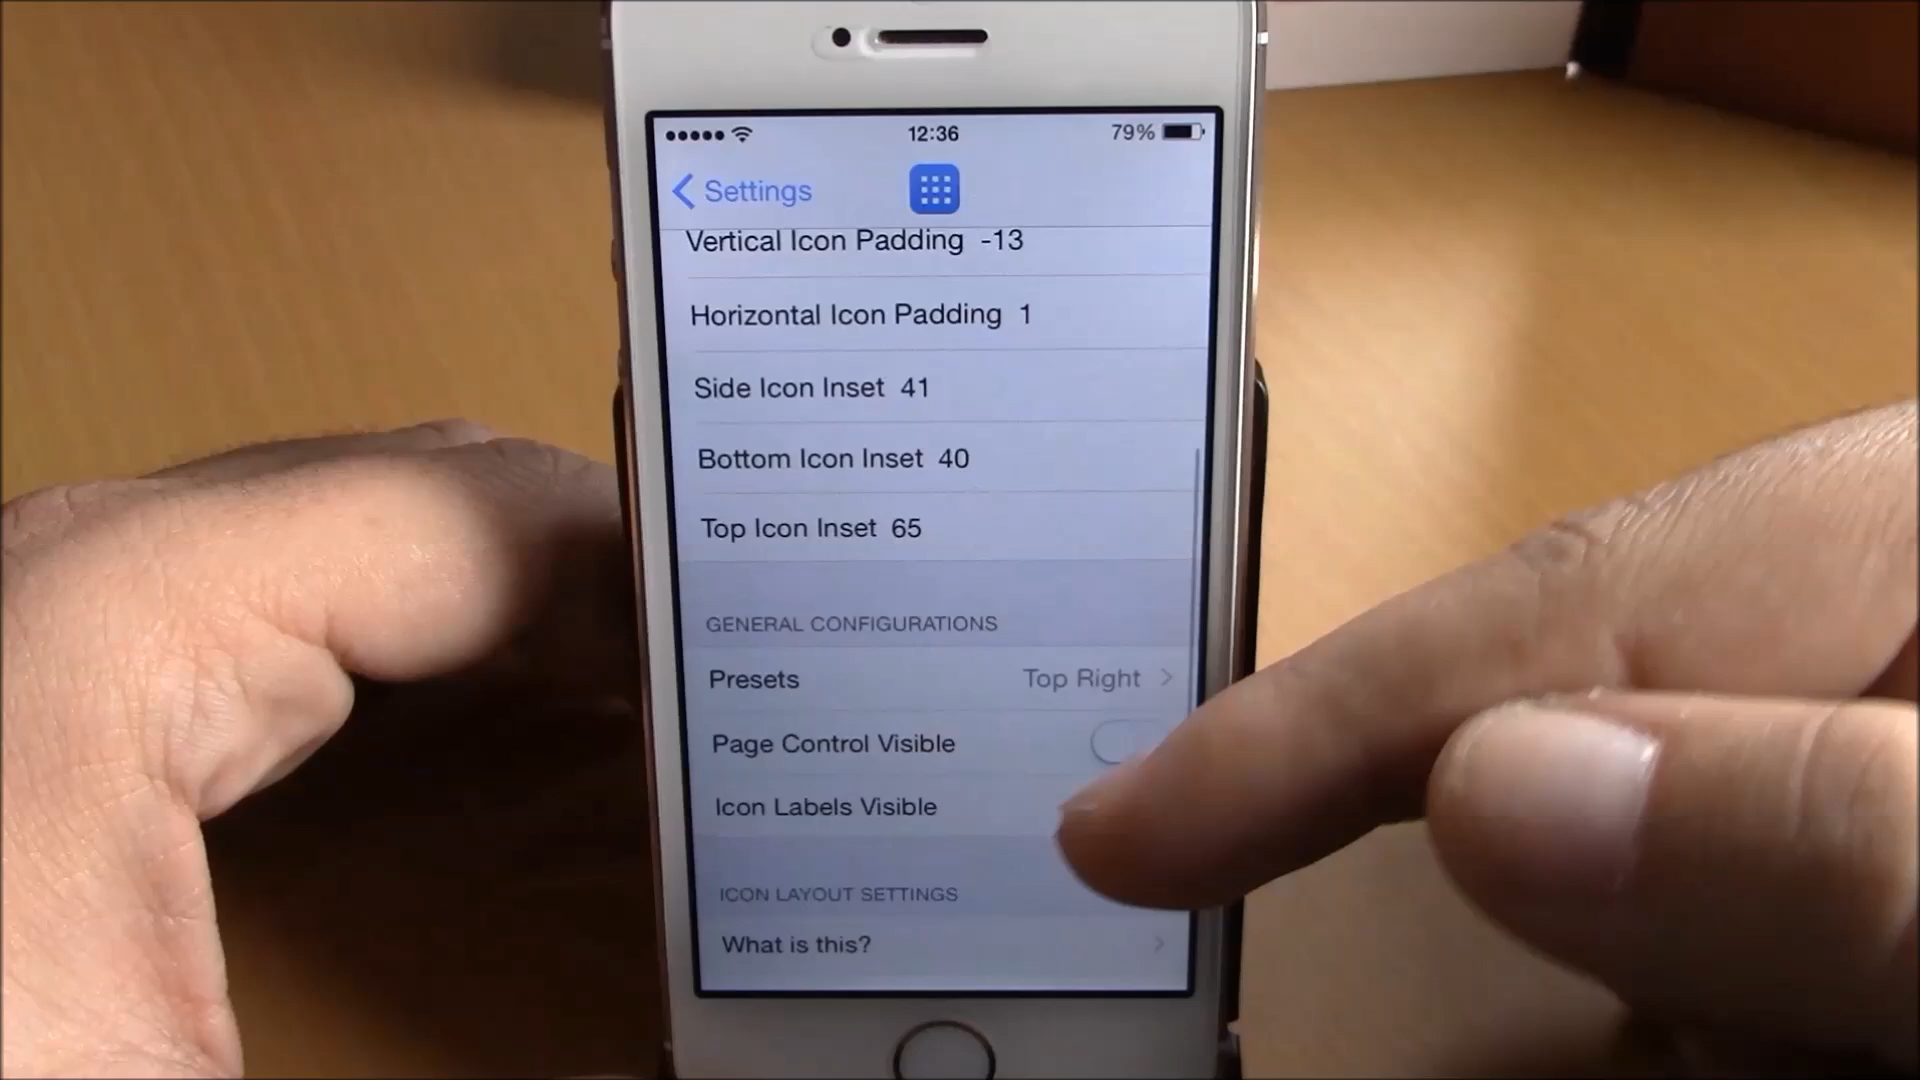 12:36
79%
Settings
Vertical Icon Padding -13
Horizontal Icon Padding 1
Side Icon Inset 41
Bottom Icon Inset 40
Top Icon Inset 65
GENERAL CONFIGURATIONS
Presets Top Right
Page Control Visible
Icon Labels Visible
ICON LAYOUT SETTINGS
What is this?